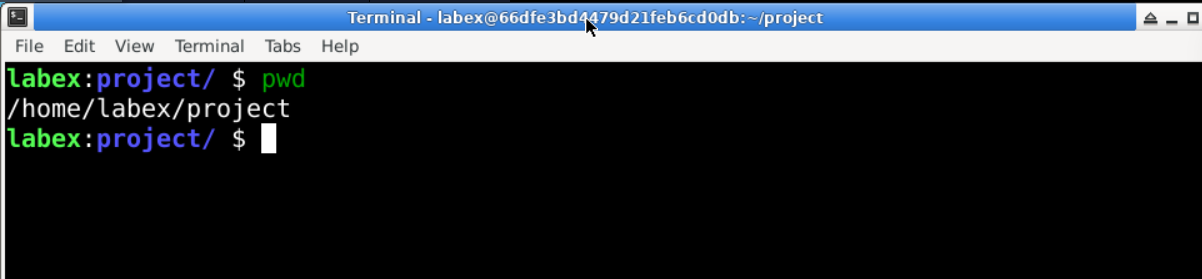 Terminal - labex@66dfe3bd4479d21feb6cd0db:~/project
File Edit View Terminal Tabs Help
labex:project/ $ pwd
/home/labex/project
labex:project/ $